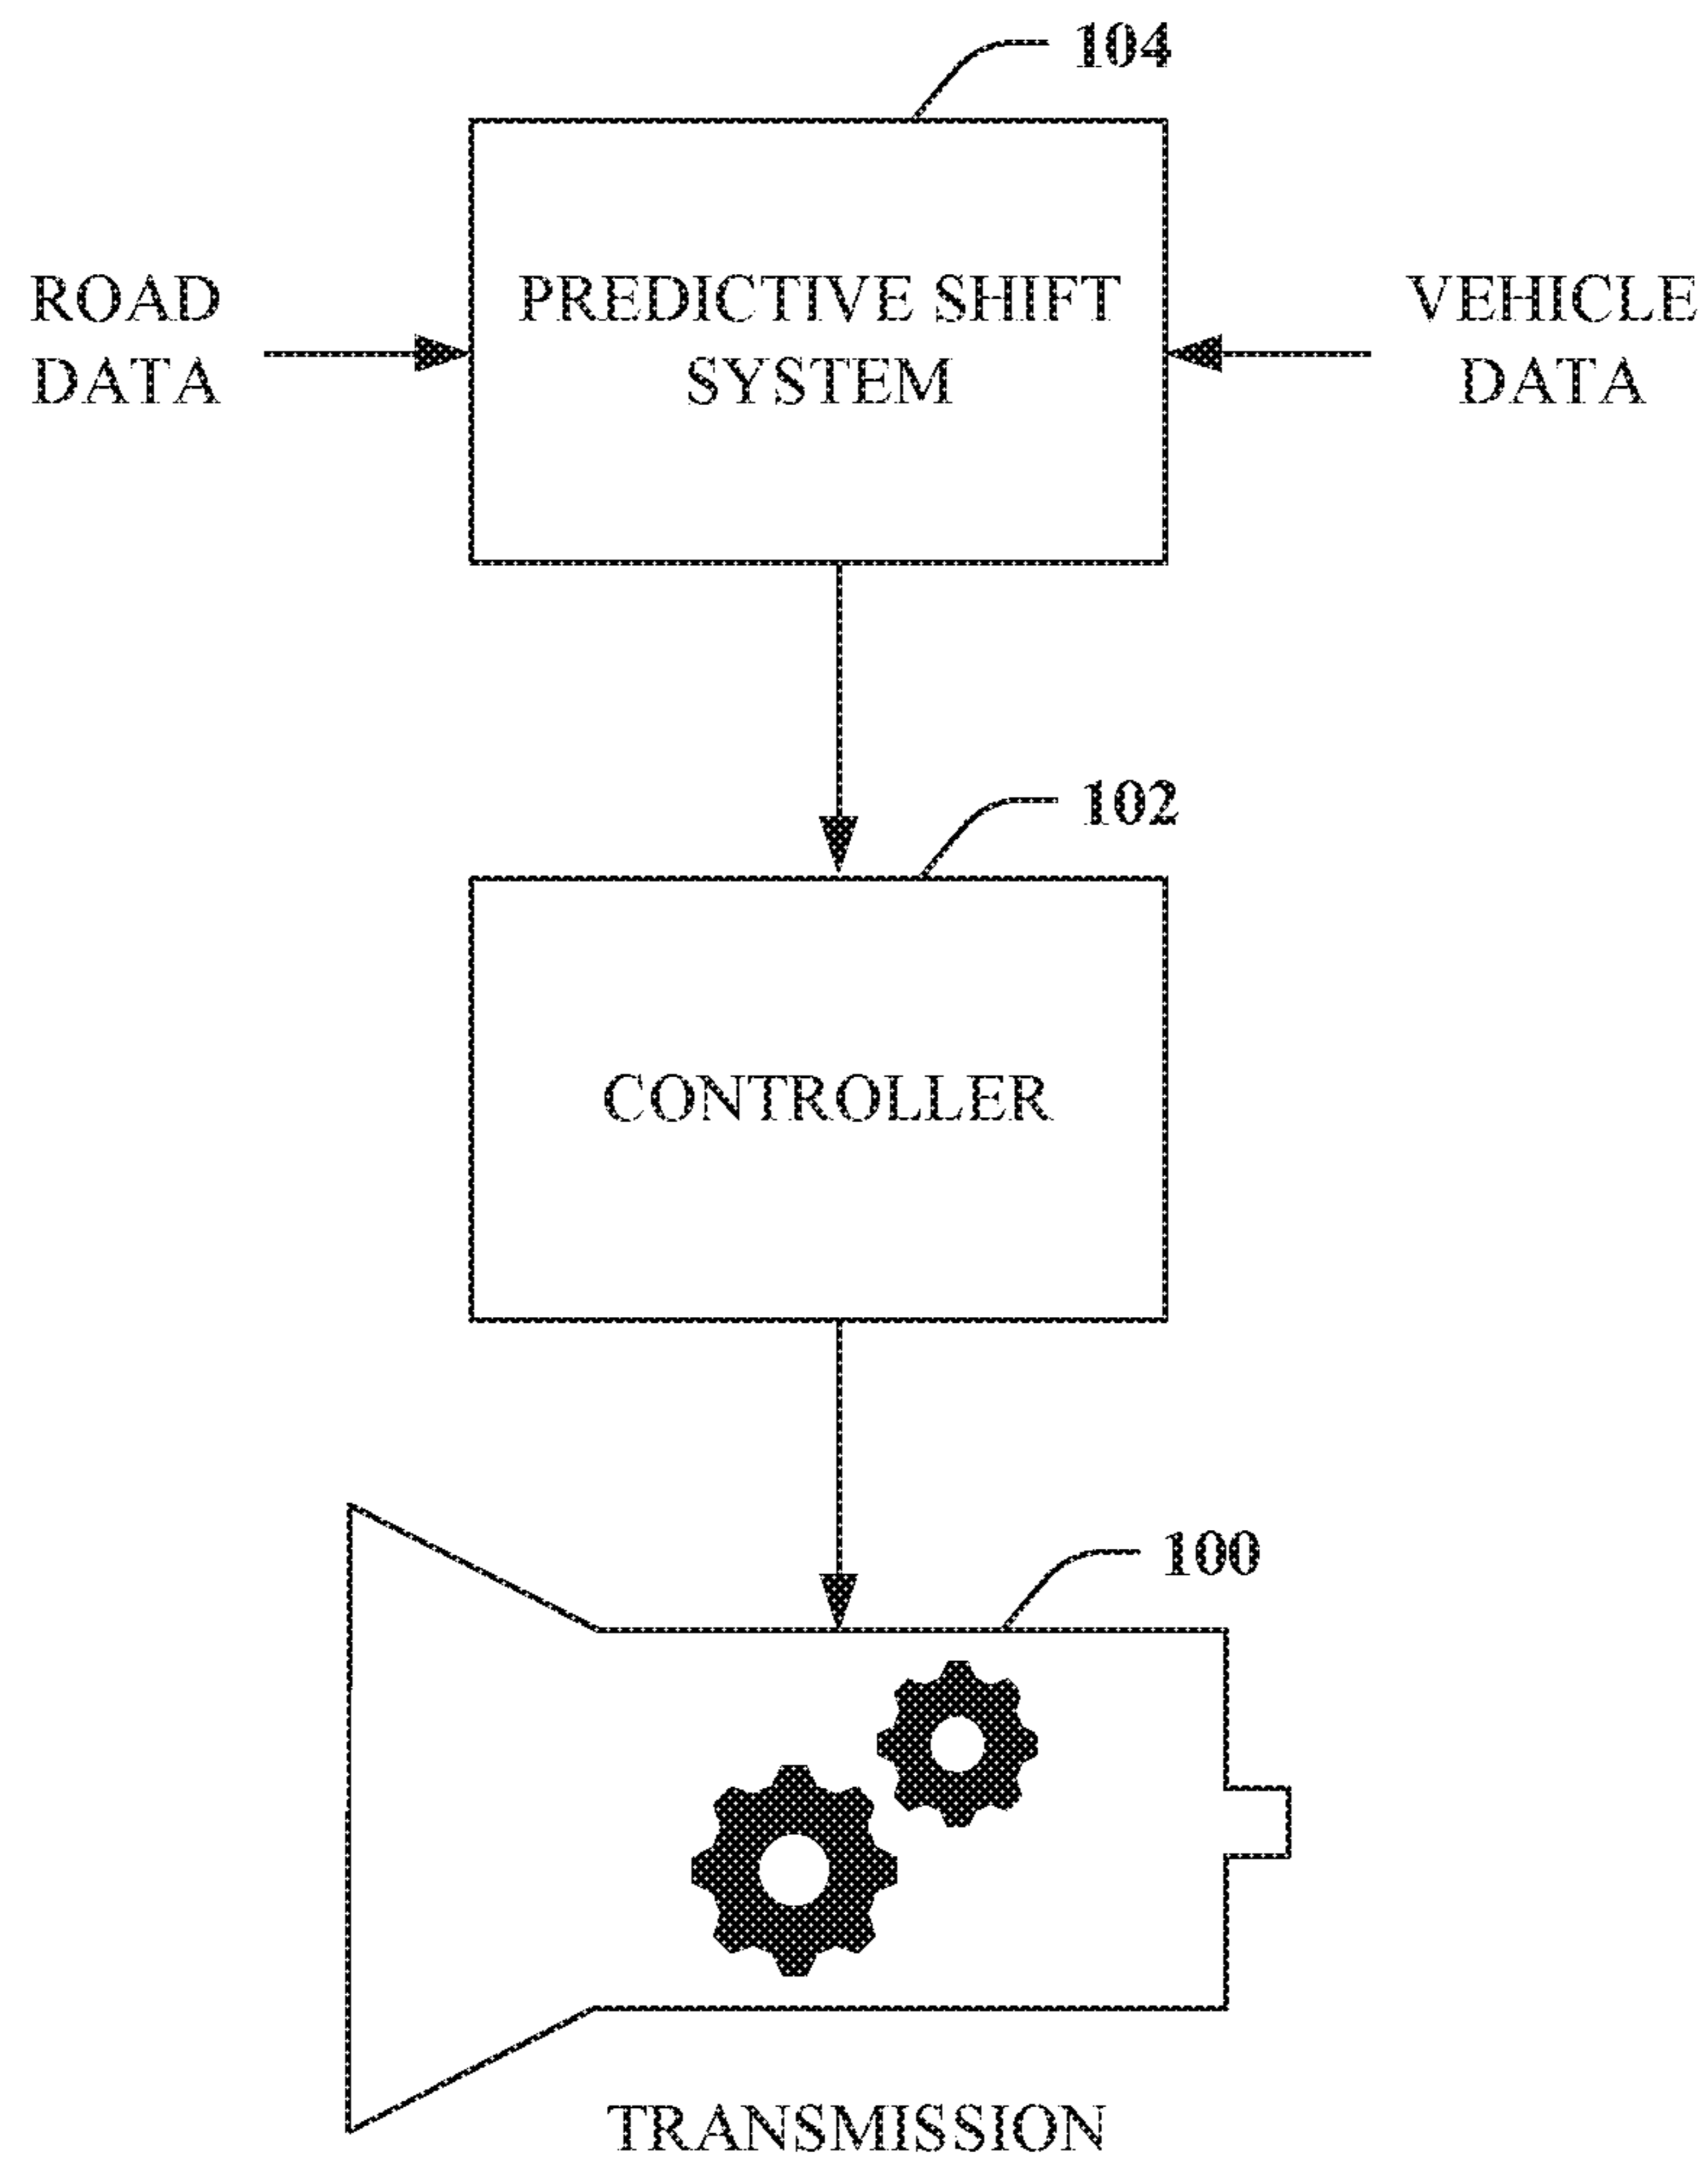 104
ROAD
DATA
PREDICTIVE SHIFT
SYSTEM
VEHICLE
DATA
102
CONTROLLER
100
TRANSMISSION